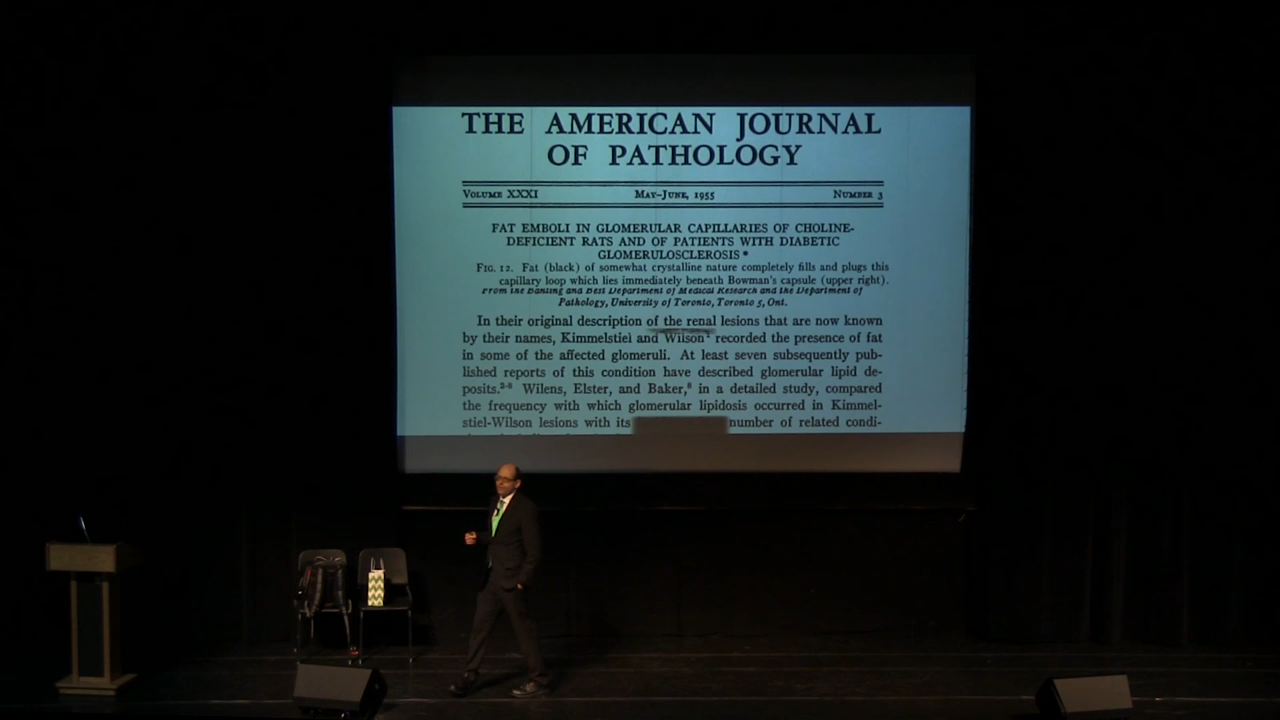 THE AMERICAN JOURNAL
OF PATHOLOGY
VOLUME XXXI MAY–JUNE, 1955 NUMBER 3
FAT EMBOLI IN GLOMERULAR CAPILLARIES OF CHOLINE-
DEFICIENT RATS AND OF PATIENTS WITH DIABETIC
GLOMERULOSCLEROSIS *
FIG. 12. Fat (black) of somewhat crystalline nature completely fills and plugs this
capillary loop which lies immediately beneath Bowman's capsule (upper right).
From the Banting and Best Department of Medical Research and the Department of
Pathology, University of Toronto, Toronto 5, Ont.
In their original description of the renal lesions that are now known
by their names, Kimmelstiel and Wilson¹ recorded the presence of fat
in some of the affected glomeruli. At least seven subsequently pub-
lished reports of this condition have described glomerular lipid de-
posits.²⁻⁸ Wilens, Elster, and Baker,⁸ in a detailed study, compared
the frequency with which glomerular lipidosis occurred in Kimmel-
stiel-Wilson lesions with its number of related condi-